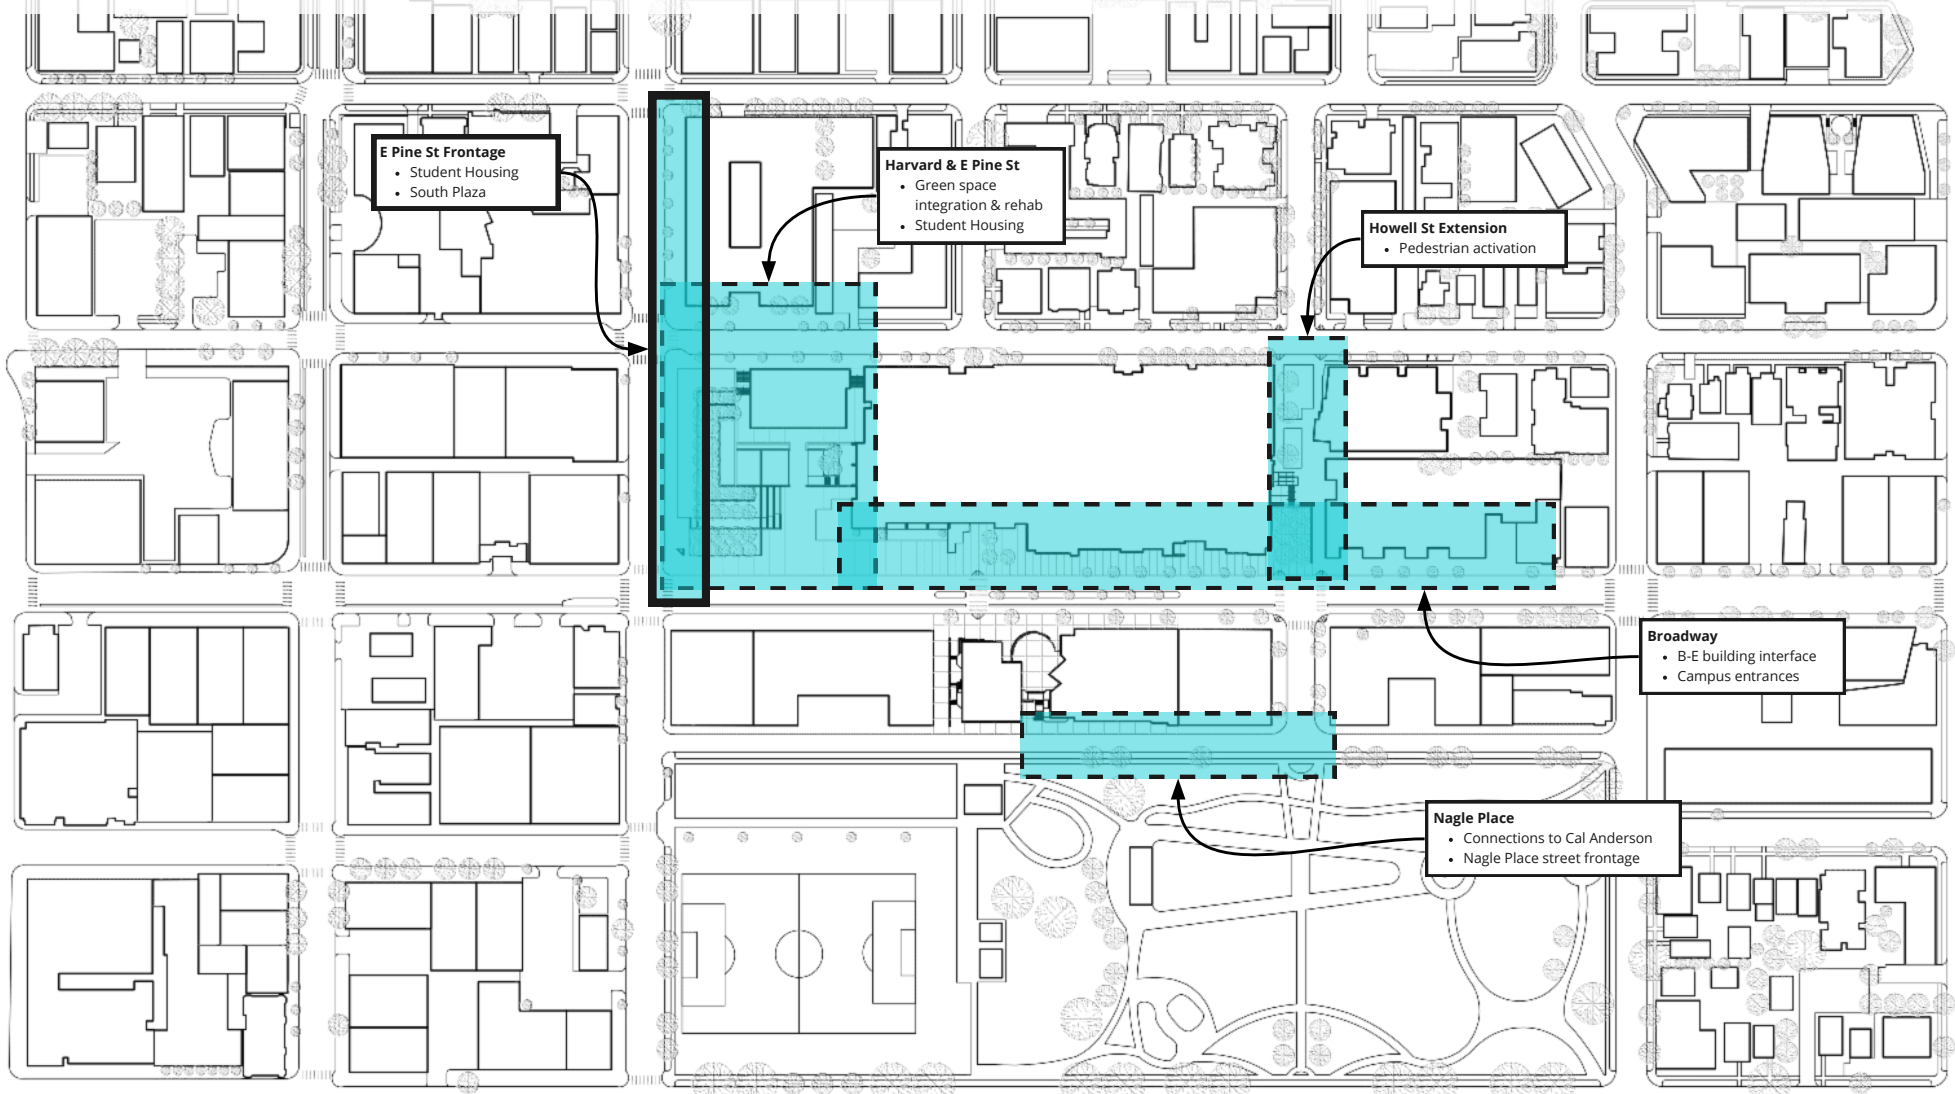 E Pine St Frontage
• Student Housing
• South Plaza
Harvard & E Pine St
• Green space
integration & rehab
• Student Housing
Howell St Extension
• Pedestrian activation
Broadway
• B-E building interface
• Campus entrances
Nagle Place
• Connections to Cal Anderson
• Nagle Place street frontage